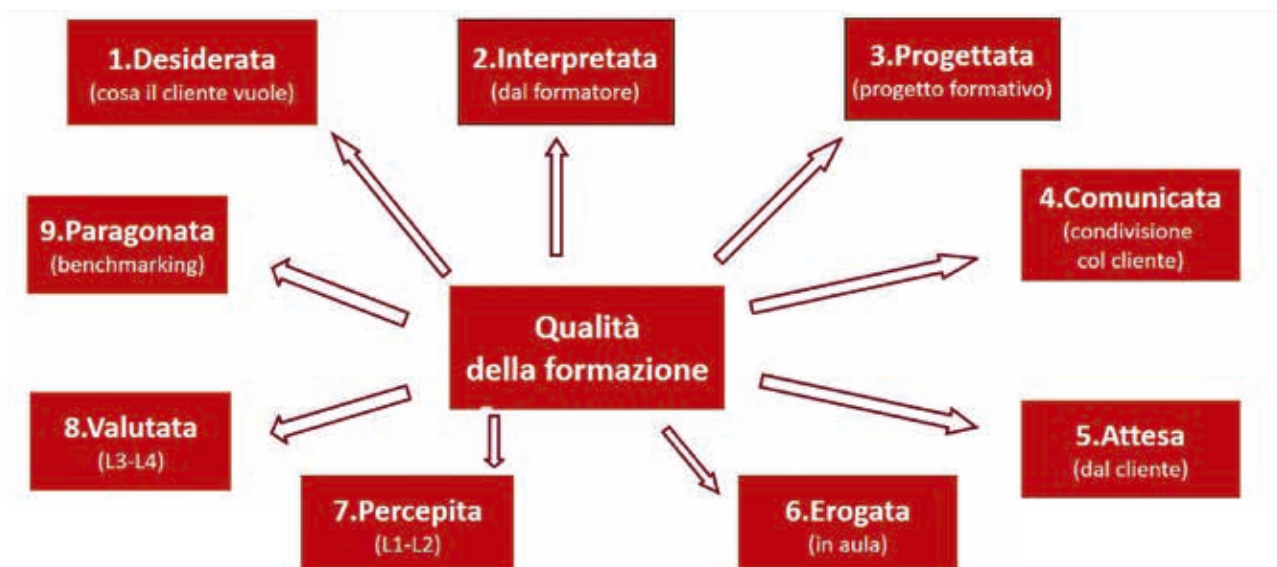 1.Desiderata
(cosa il cliente vuole)
2.Interpretata
(dal formatore)
3.Progettata
(progetto formativo)
4.Comunicata
(condivisione
col cliente)
5.Attesa
(dal cliente)
6.Erogata
(in aula)
7.Percepita
(L1-L2)
8.Valutata
(L3-L4)
9.Paragonata
(benchmarking)
Qualità
della formazione